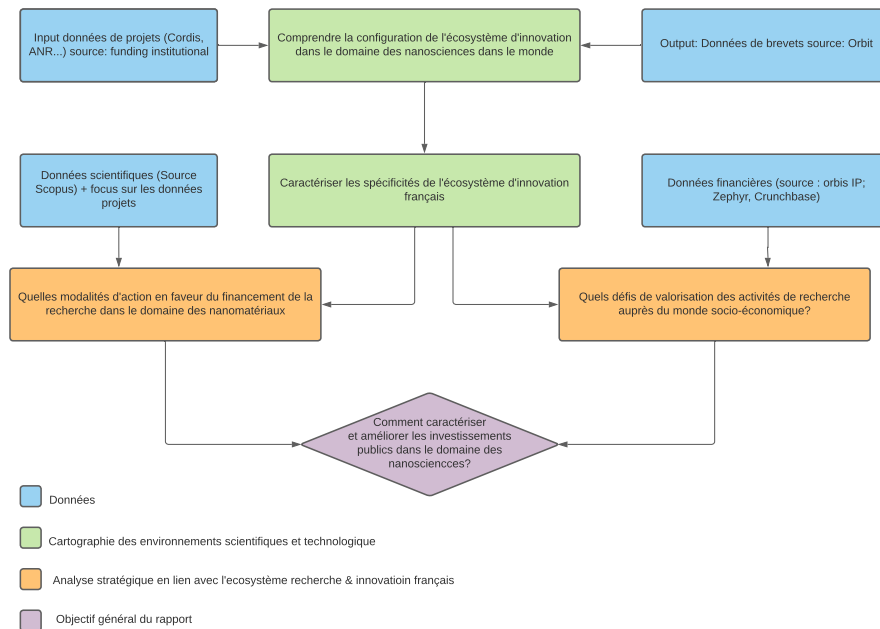 Input données de projets (Cordis,
ANR...) source: funding institutional
Comprendre la configuration de l'écosystème d'innovation
dans le domaine des nanosciences dans le monde
Output: Données de brevets source: Orbit
Données scientifiques (Source
Scopus) + focus sur les données
projets
Caractériser les spécificités de l'écosystème d'innovation
français
Données financières (source : orbis IP;
Zephyr, Crunchbase)
Quelles modalités d'action en faveur du financement de la
recherche dans le domaine des nanomatériaux
Quels défis de valorisation des activités de recherche
auprès du monde socio-économique?
Comment caractériser
et améliorer les investissements
publics dans le domaine des
nanosciencces?
Données
Cartographie des environnements scientifiques et technologique
Analyse stratégique en lien avec l'ecosystème recherche & innovatioin français
Objectif général du rapport